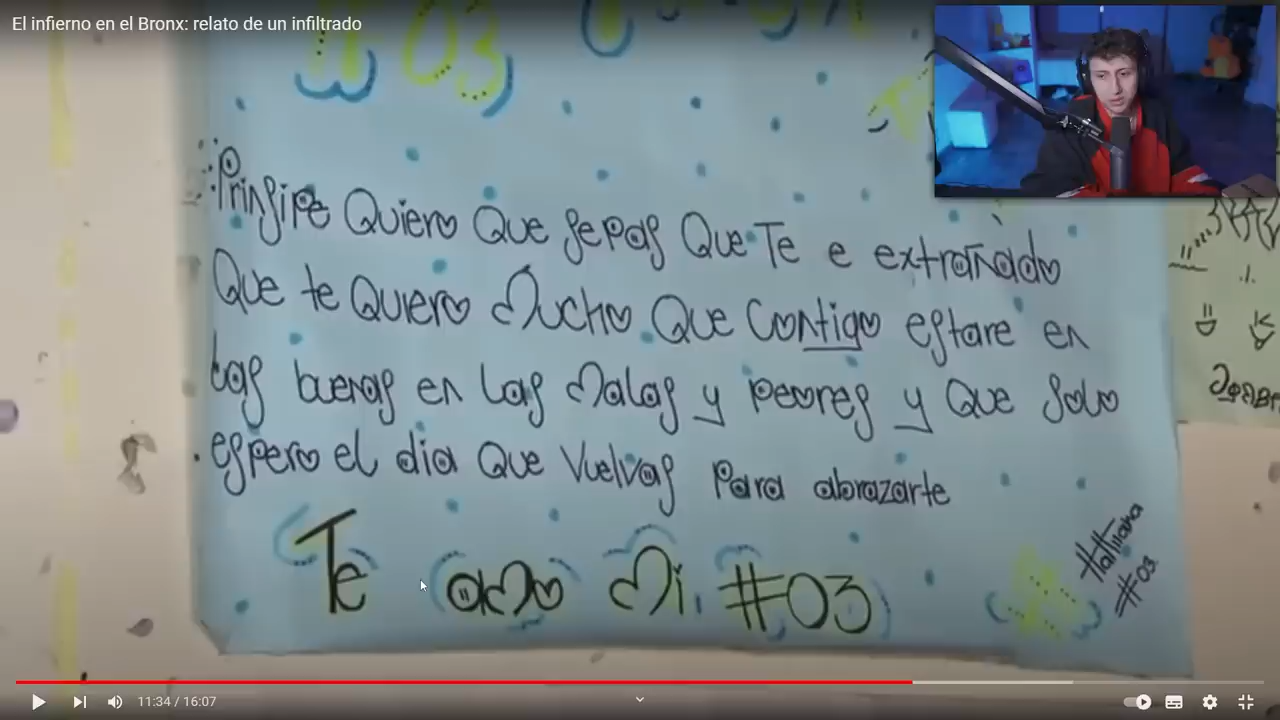 El infierno en el Bronx: relato de un infiltrado
#03
Prinsipe Quiero Que sepas Que Te e extrañado
Que te Quiero Mucho Que Contigo estare en
las buenas en las Malas y peores y Que solo
espero el dia Que Vuelvas para abrazarte
Te amo Mi #03
#03
11:34 / 16:07